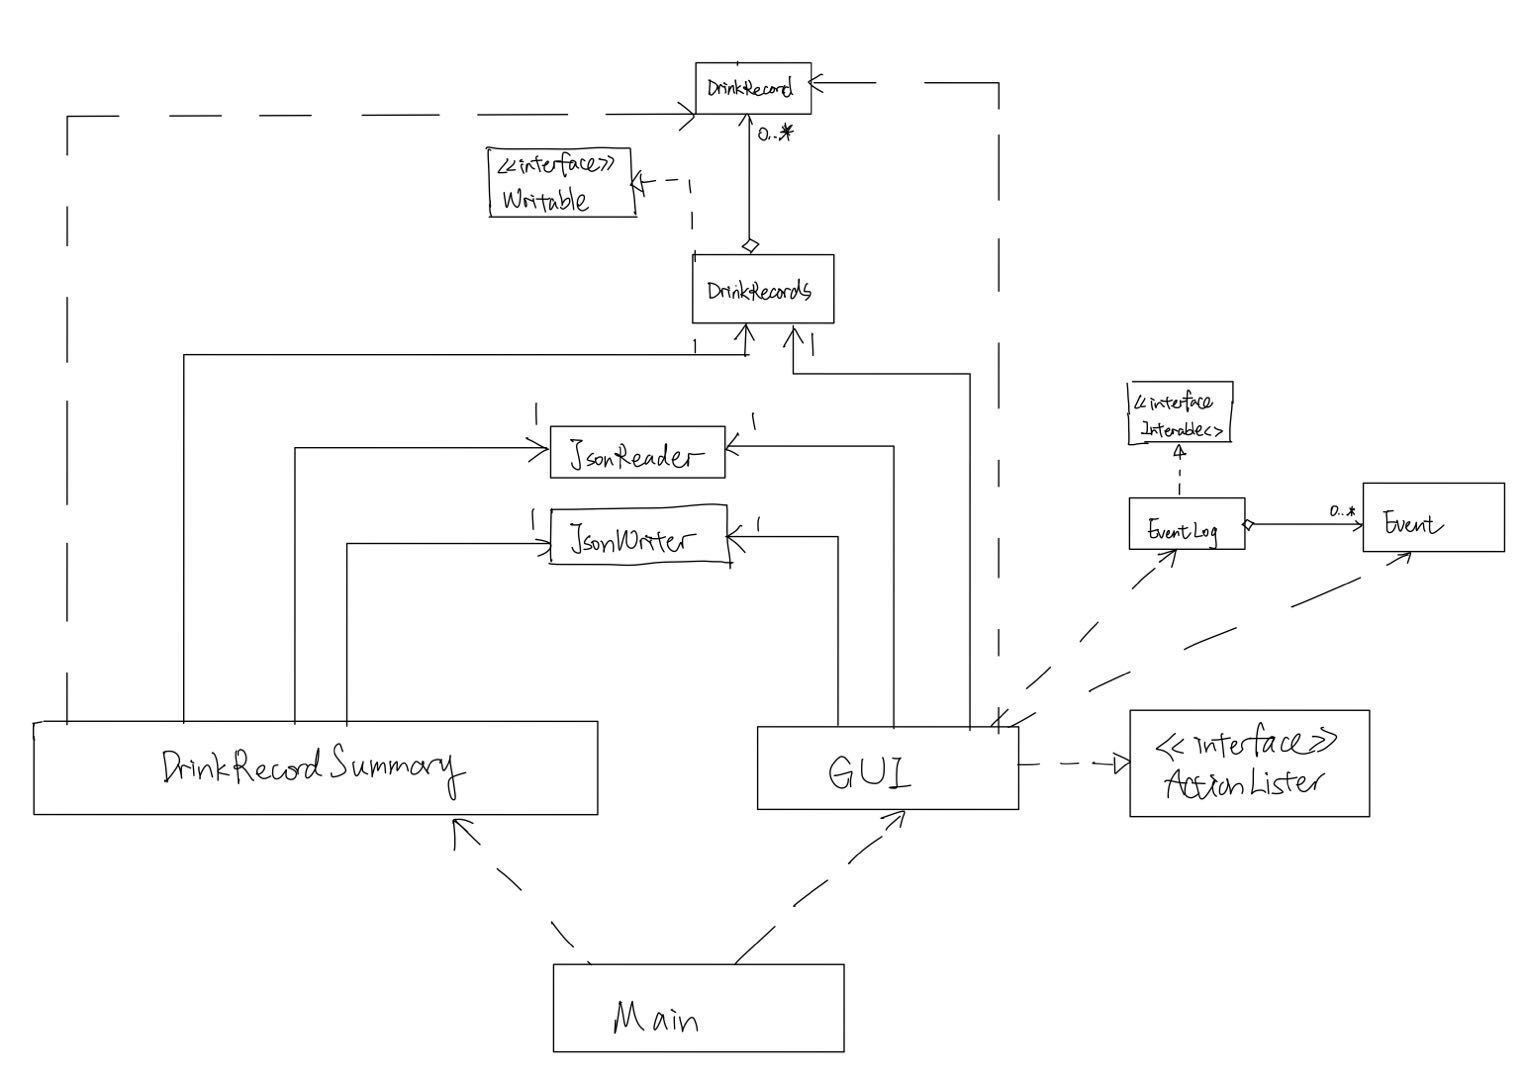 DrinkRecord
0..*
<<interface>>
Writable
DrinkRecords
1
1
<<interface
Interable<>
1
JsonReader
1
1
JsonWriter
1
EventLog
0..*
Event
DrinkRecordSummary
GUI
<<interface>>
ActionLister
Main